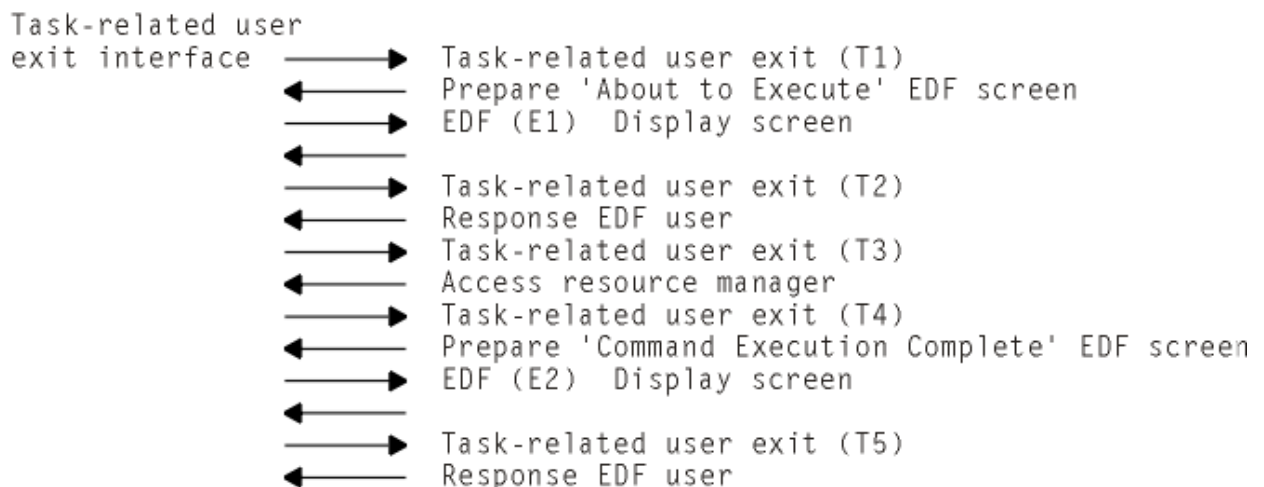 Task-related user
exit interface Task-related user exit (T1)
Prepare 'About to Execute' EDF screen
EDF (E1) Display screen
Task-related user exit (T2)
Response EDF user
Task-related user exit (T3)
Access resource manager
Task-related user exit (T4)
Prepare 'Command Execution Complete' EDF screen
EDF (E2) Display screen
Task-related user exit (T5)
Response EDF user